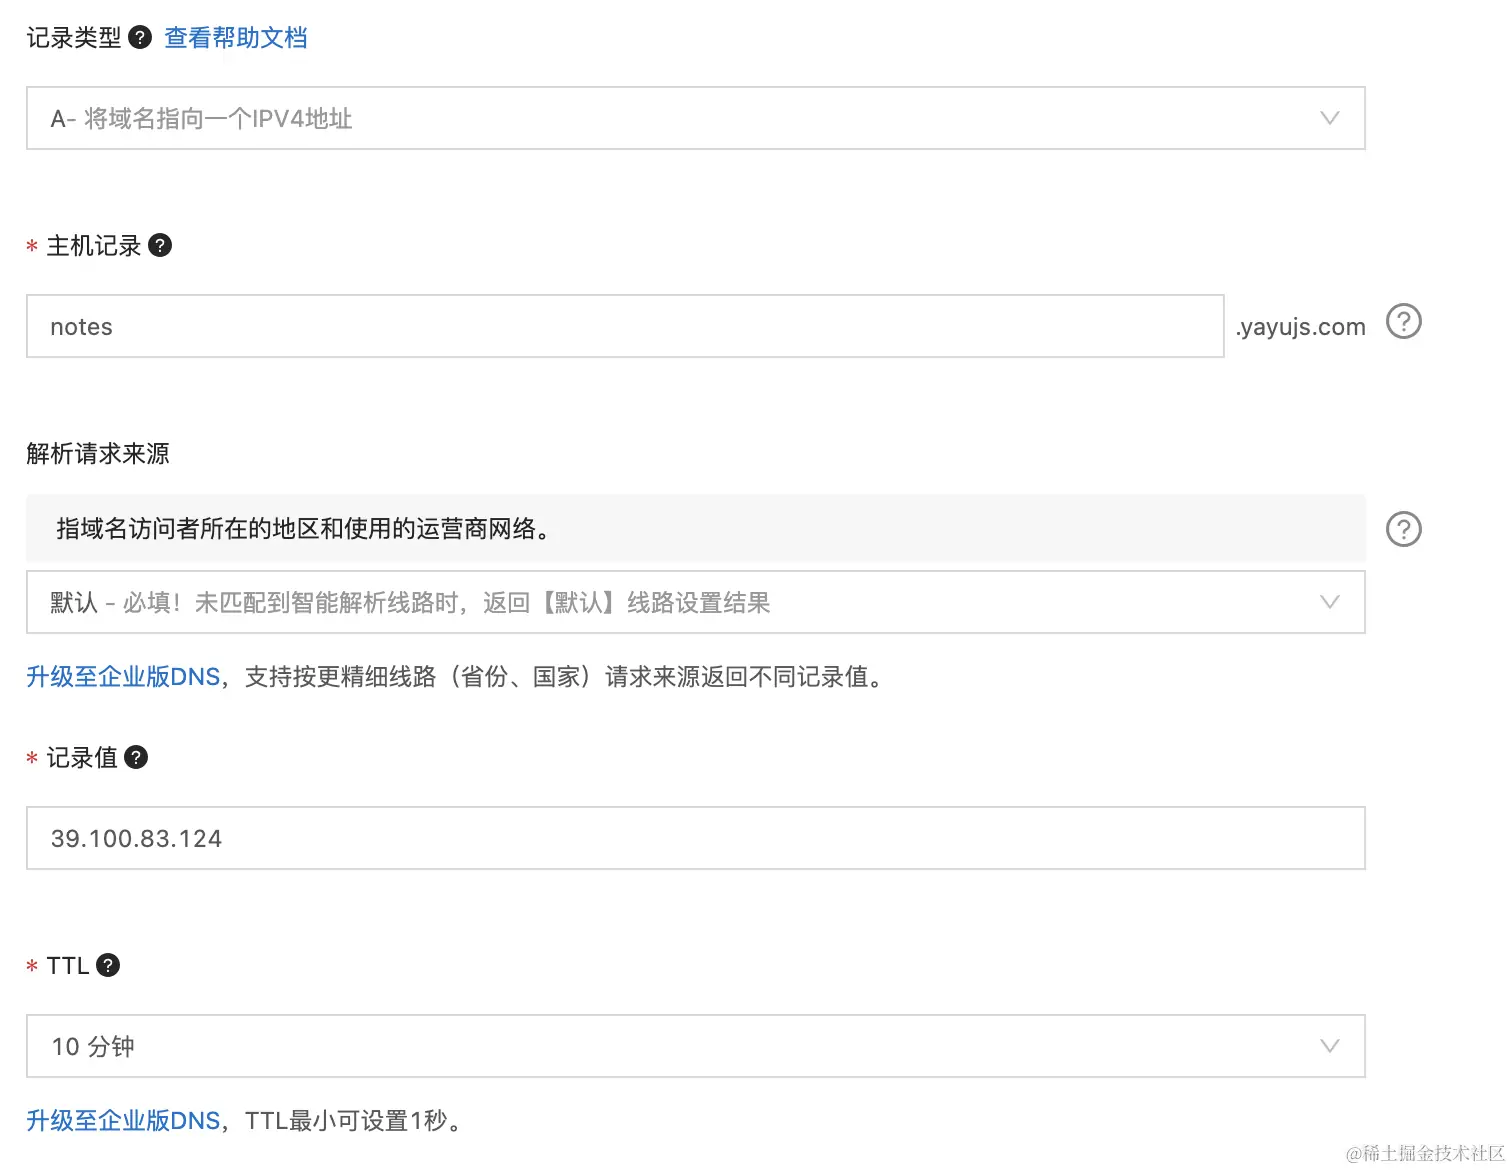 记录类型 ? 查看帮助文档
A- 将域名指向一个IPV4地址
* 主机记录 ?
notes .yayujs.com ?
解析请求来源
指域名访问者所在的地区和使用的运营商网络。 ?
默认 - 必填！未匹配到智能解析线路时，返回【默认】线路设置结果
升级至企业版DNS，支持按更精细线路（省份、国家）请求来源返回不同记录值。
* 记录值 ?
39.100.83.124
* TTL ?
10 分钟
升级至企业版DNS，TTL最小可设置1秒。
@稀土掘金技术社区